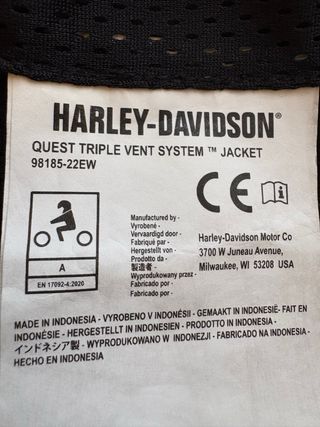 HARLEY-DAVIDSON®
QUEST TRIPLE VENT SYSTEM ™ JACKET
98185-22EW
CE
A
EN 17092-4:2020
Manufactured by -
Vyrobené -
Vervaardigd door -
Fabriqué par -
Hergestellt von -
Prodotto da -
製造者 -
Wyprodukowany przez -
Fabricado por -
Fabricado por -
Harley-Davidson Motor Co
3700 W Juneau Avenue,
Milwaukee, WI 53208 USA
MADE IN INDONESIA - VYROBENO V INDONÉSII - GEMAAKT IN INDONESIË- FAIT EN
INDONÉSIE - HERGESTELLT IN INDONESIEN - PRODOTTO IN INDONESIA -
インドネシア製 - WYPRODUKOWANO W INDONEZJI - FABRICADO NA INDONÉSIA -
HECHO EN INDONESIA